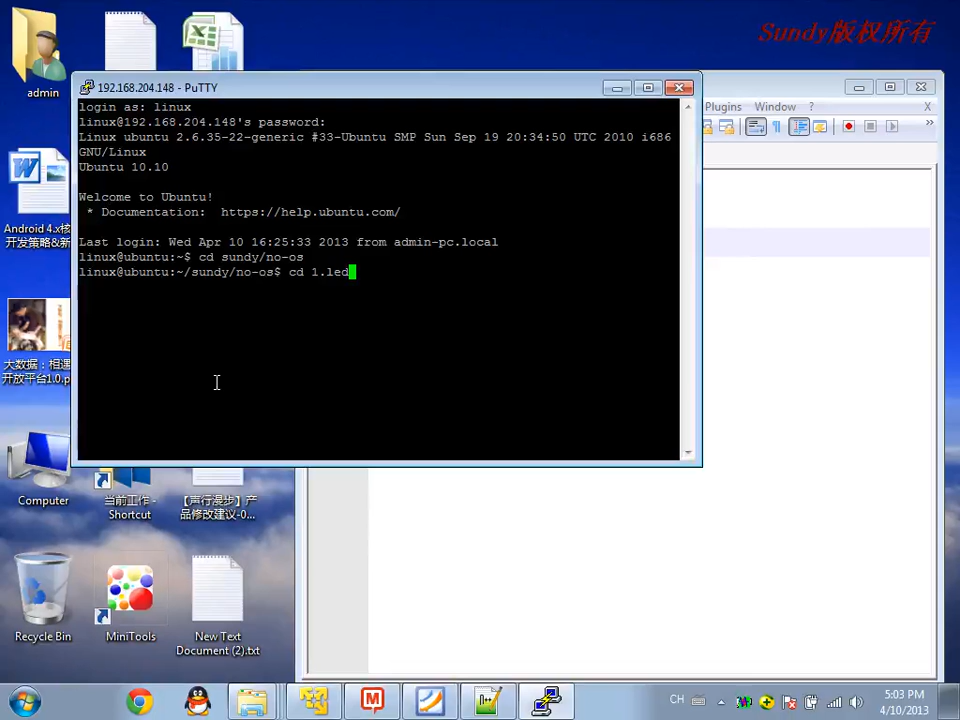 Sundy版权所有
admin
192.168.204.148 - PuTTY
Plugins Window ? X
login as: linux
linux@192.168.204.148's password:
Linux ubuntu 2.6.35-22-generic #33-Ubuntu SMP Sun Sep 19 20:34:50 UTC 2010 i686
GNU/Linux
Ubuntu 10.10
Welcome to Ubuntu!
* Documentation: https://help.ubuntu.com/
Last login: Wed Apr 10 16:25:33 2013 from admin-pc.local
linux@ubuntu:~$ cd sundy/no-os
linux@ubuntu:~/sundy/no-os$ cd 1.led
Android 4.x核
开发策略&新
大数据：相遇
开放平台1.0.p
Computer
当前工作 -
Shortcut
【声行漫步】产
品修改建议-0...
Recycle Bin
MiniTools
New Text
Document (2).txt
CH
5:03 PM
4/10/2013